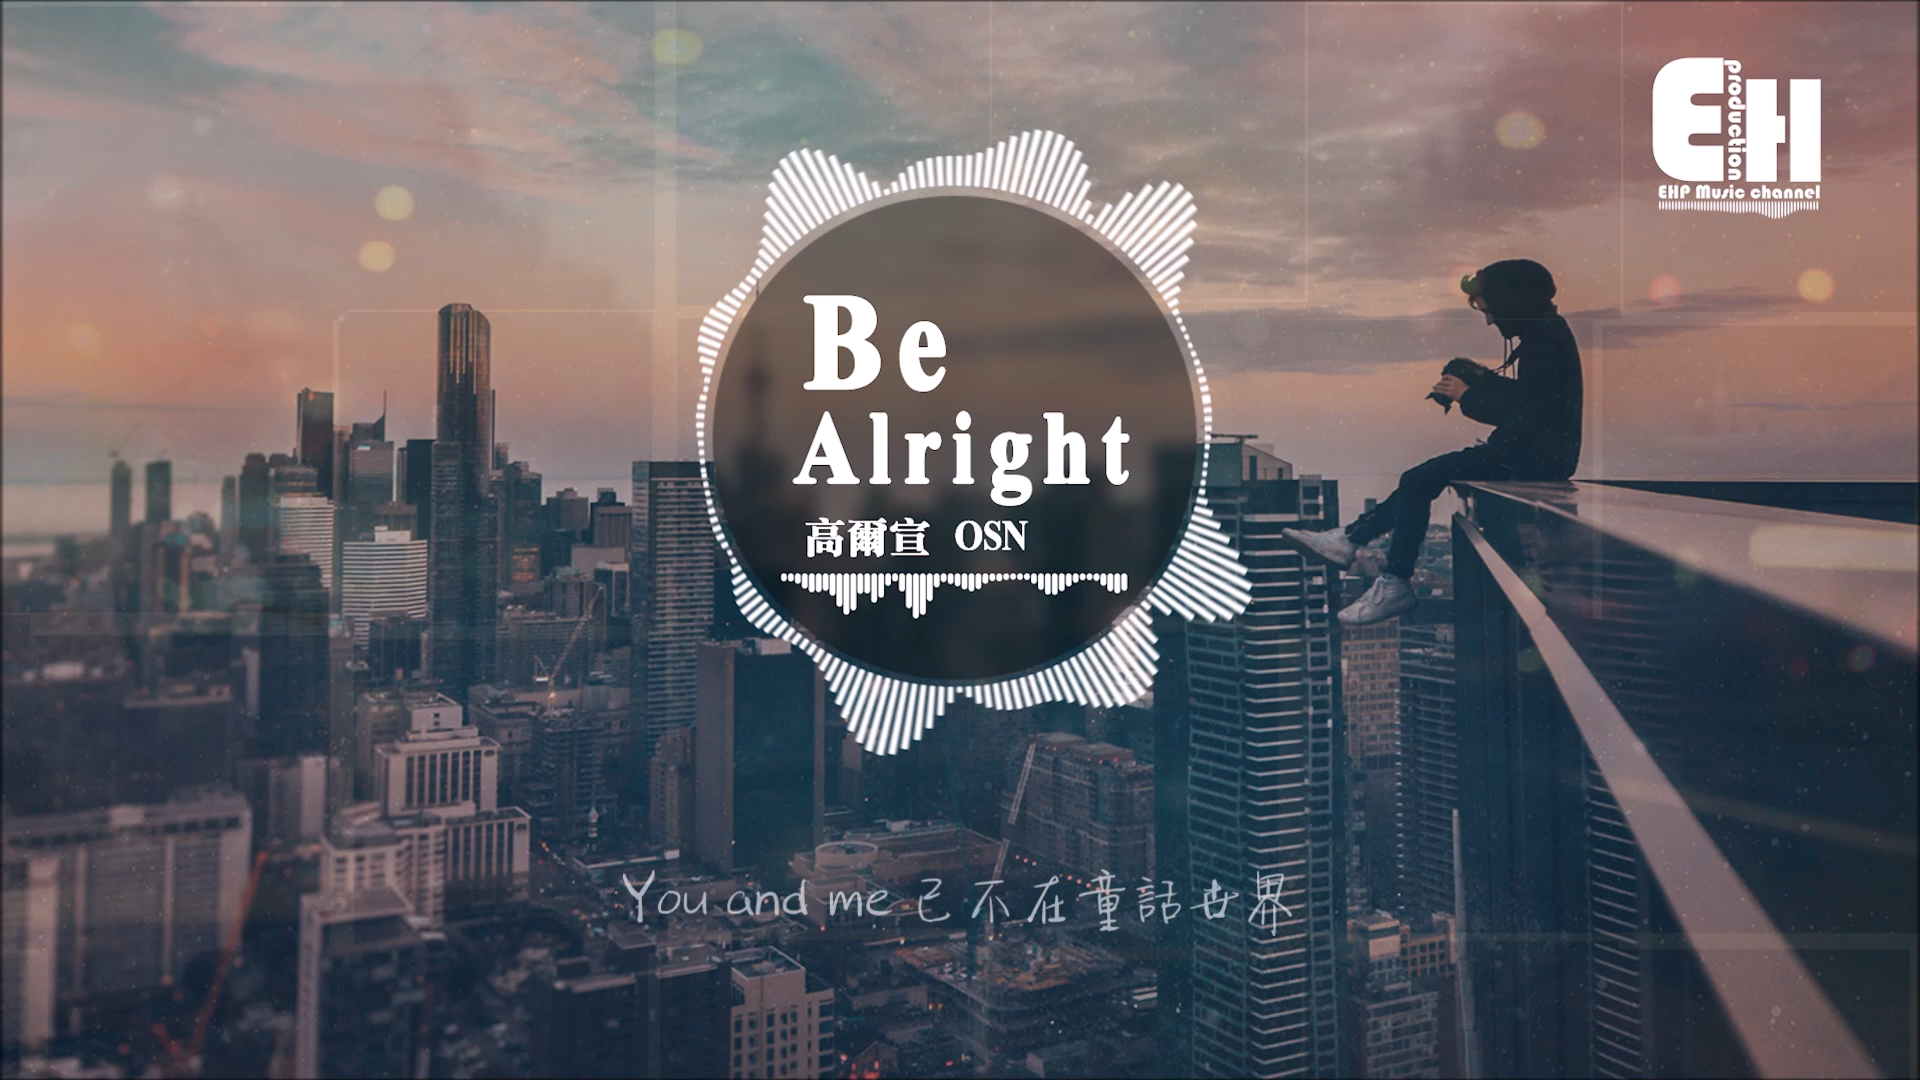 EH
production
EHP Music channel
Be
Alright
高爾宣 OSN
You and me 已不在童話世界